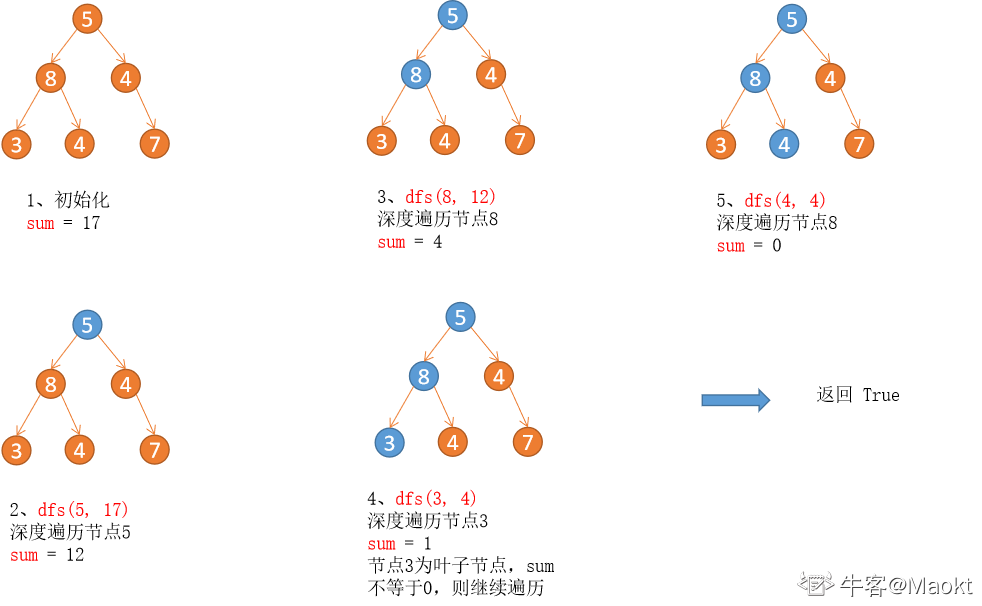 5
8 4
3 4 7
1、初始化
sum = 17
5
8 4
3 4 7
2、dfs(5, 17)
深度遍历节点5
sum = 12
5
8 4
3 4 7
3、dfs(8, 12)
深度遍历节点8
sum = 4
5
8 4
3 4 7
4、dfs(3, 4)
深度遍历节点3
sum = 1
节点3为叶子节点，sum
不等于0，则继续遍历
5
8 4
3 4 7
5、dfs(4, 4)
深度遍历节点8
sum = 0
返回 True
牛客@Maokt